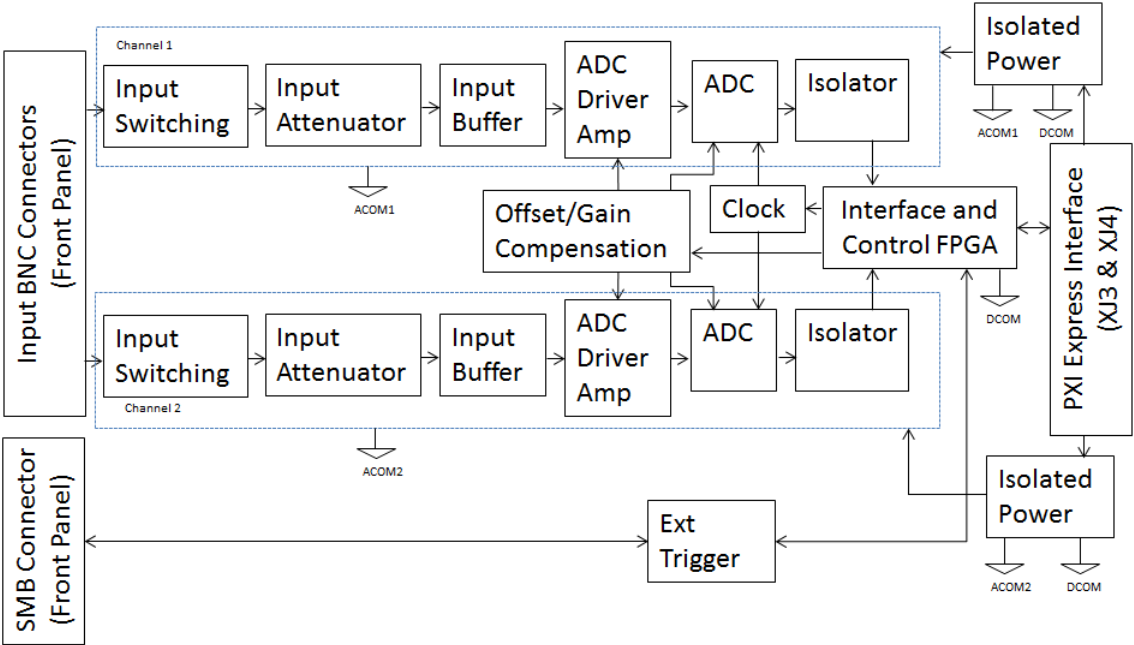 Input BNC Connectors
(Front Panel)
Channel 1
Input
Switching
Input
Attenuator
Input
Buffer
ADC
Driver
Amp
ADC
Isolator
Isolated
Power
ACOM1
DCOM
ACOM1
Offset/Gain
Compensation
Clock
Interface and
Control FPGA
DCOM
PXI Express Interface
(XJ3 & XJ4)
Input
Switching
Input
Attenuator
Input
Buffer
ADC
Driver
Amp
ADC
Isolator
Channel 2
ACOM2
Isolated
Power
ACOM2
DCOM
SMB Connector
(Front Panel)
Ext
Trigger